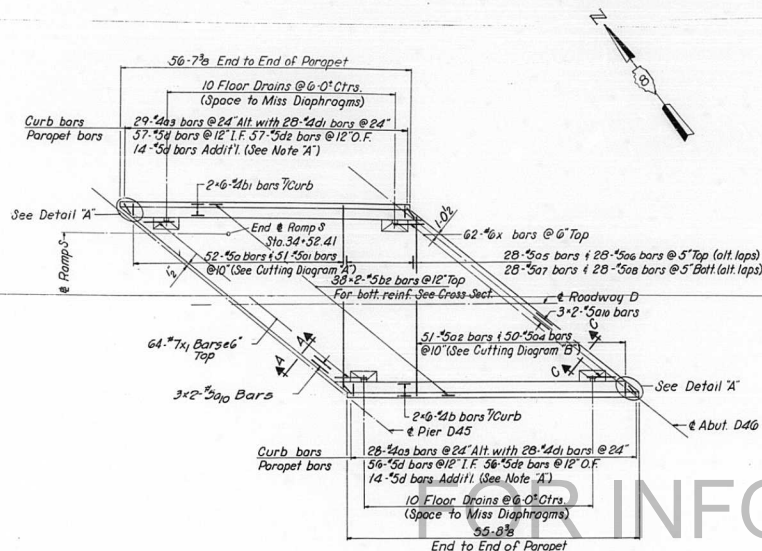 56-7⅜ End to End of Parapet
N
8
10 Floor Drains @ 6-0± Ctrs.
(Space to Miss Diaphragms)
Curb bars 29-#4a3 bars @ 24" Alt. with 28-#4d1 bars @ 24"
Parapet bars 57-#5d bars @ 12" I.F. 57-#5d2 bars @ 12" O.F.
14-#5d bars Addit'l. (See Note "A")
2×6-#4b1 bars T/Curb
See Detail "A"
1-0½
62-#6x bars @ 6" Top
End ℄ Ramp S
Sta. 34+52.41
℄ Ramp S
52-#5a bars & 51-#5a1 bars
@10" (See Cutting Diagram "A")
28-#5a5 bars & 28-#5a6 bars @ 5" Top (alt. laps)
28-#5a7 bars & 28-#5a8 bars @ 5" Bott. (alt. laps)
38×2-#5b2 bars @ 12" Top
For bott. reinf. See Cross Sect.
℄ Roadway D
3×2-#5a10 bars
64-#7x1 Bars @ 6"
Top
51-#5a2 bars & 50-#5a4 bars
@10" (See Cutting Diagram "B")
A
A
C
C
3×2-#5a10 Bars
See Detail "A"
2×6-#4b bars T/Curb
℄ Pier D45
℄ Abut. D46
Curb bars 28-#4a3 bars @ 24" Alt. with 28-#4d1 bars @ 24"
Parapet bars 56-#5d bars @ 12" I.F. 56-#5d2 bars @ 12" O.F.
14-#5d bars Addit'l. (See Note "A")
10 Floor Drains @ 6-0± Ctrs.
(Space to Miss Diaphragms)
55-8⅜
End to End of Parapet
FOR INFO